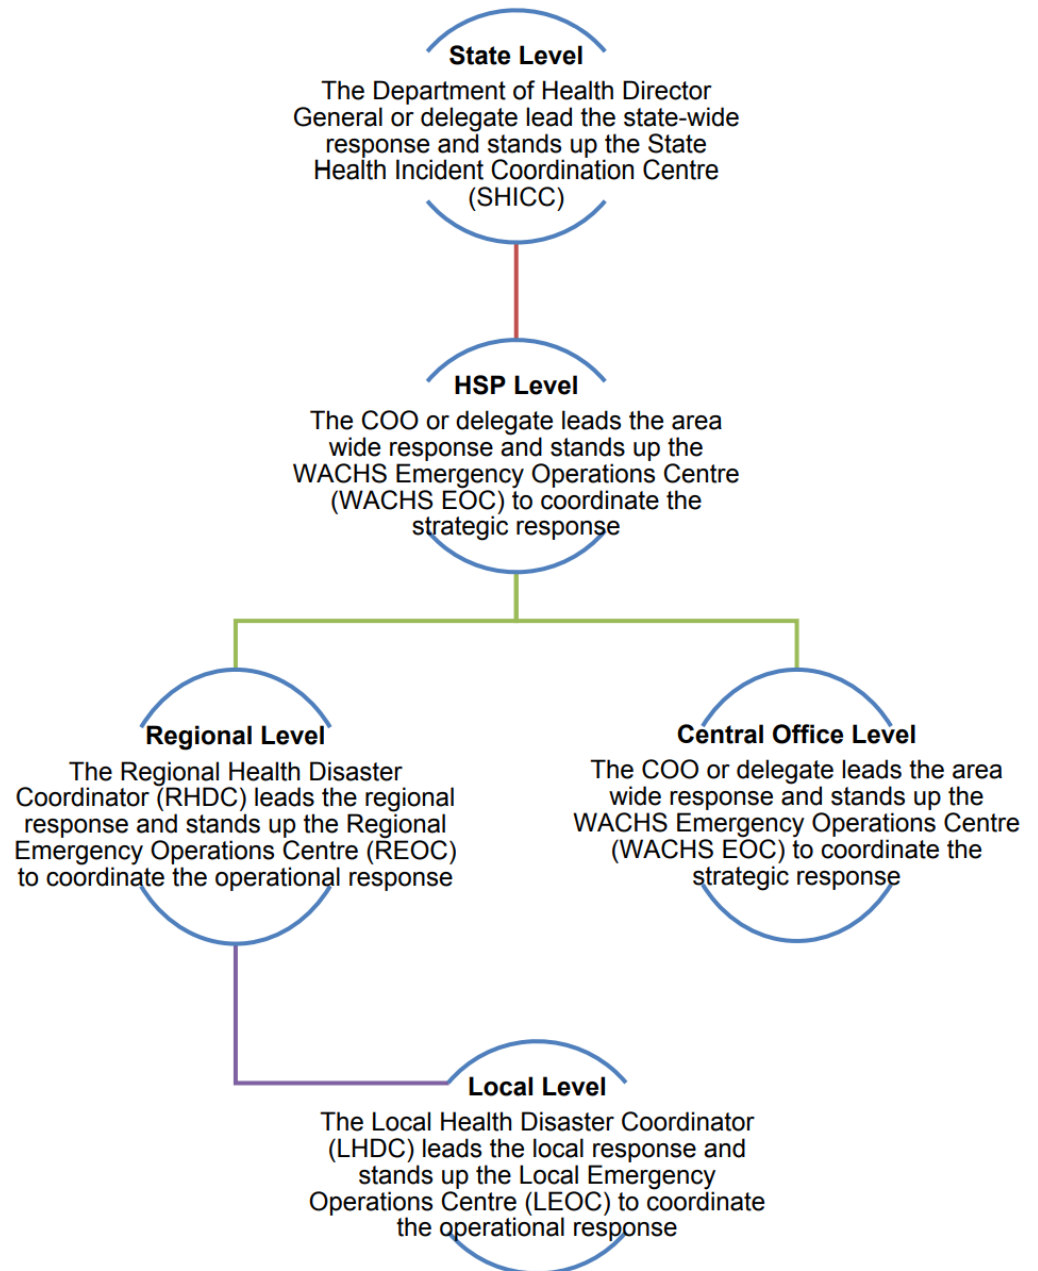 State Level
The Department of Health Director
General or delegate lead the state-wide
response and stands up the State
Health Incident Coordination Centre
(SHICC)
HSP Level
The COO or delegate leads the area
wide response and stands up the
WACHS Emergency Operations Centre
(WACHS EOC) to coordinate the
strategic response
Regional Level
The Regional Health Disaster
Coordinator (RHDC) leads the regional
response and stands up the Regional
Emergency Operations Centre (REOC)
to coordinate the operational response
Central Office Level
The COO or delegate leads the area
wide response and stands up the
WACHS Emergency Operations Centre
(WACHS EOC) to coordinate the
strategic response
Local Level
The Local Health Disaster Coordinator
(LHDC) leads the local response and
stands up the Local Emergency
Operations Centre (LEOC) to coordinate
the operational response